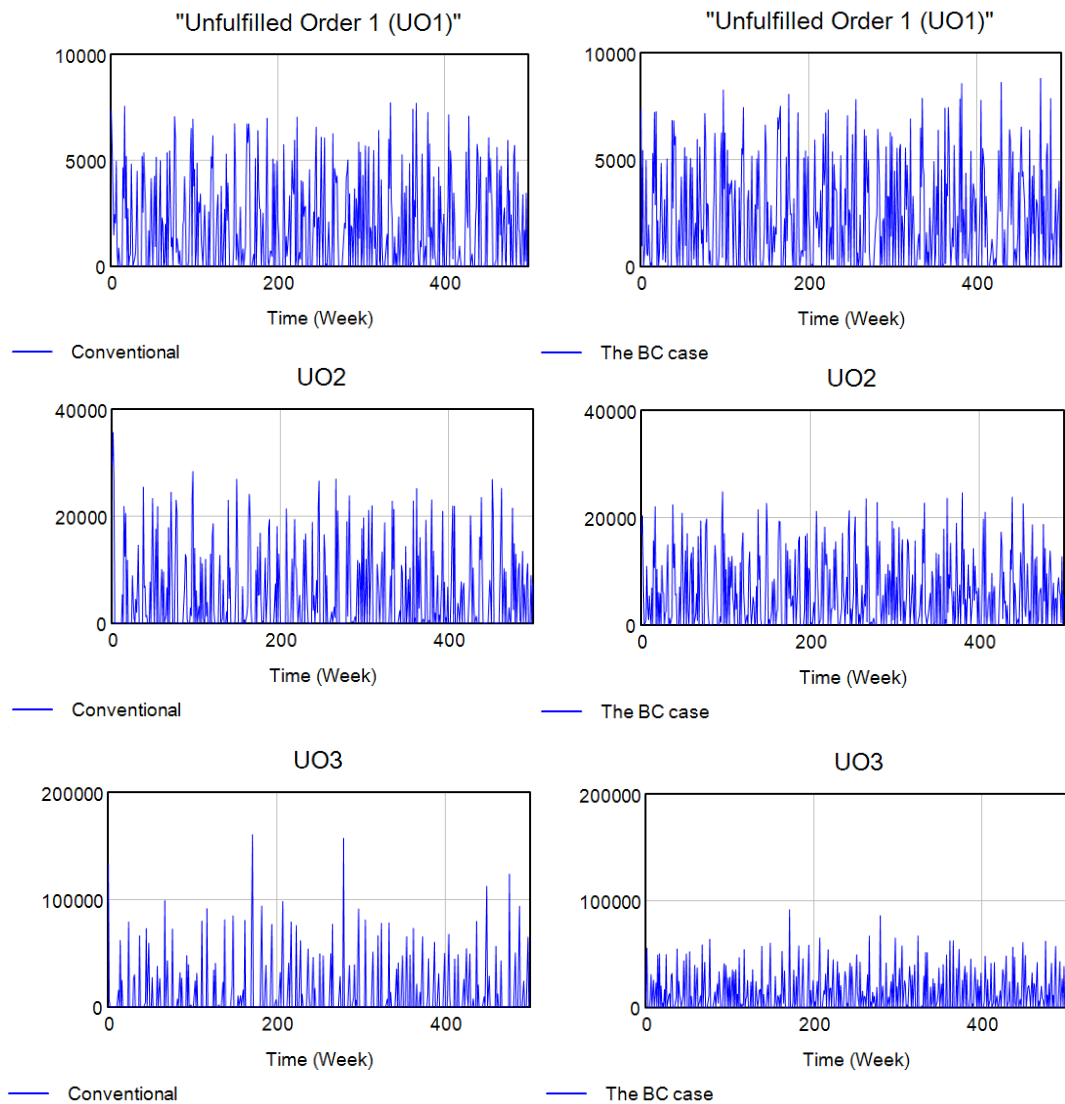 "Unfulfilled Order 1 (UO1)"
10000
5000
0
0
200
400
Time (Week)
Conventional
"Unfulfilled Order 1 (UO1)"
10000
5000
0
0
200
400
Time (Week)
The BC case
UO2
40000
20000
0
0
200
400
Time (Week)
Conventional
UO2
40000
20000
0
0
200
400
Time (Week)
The BC case
UO3
200000
100000
0
0
200
400
Time (Week)
Conventional
UO3
200000
100000
0
0
200
400
Time (Week)
The BC case